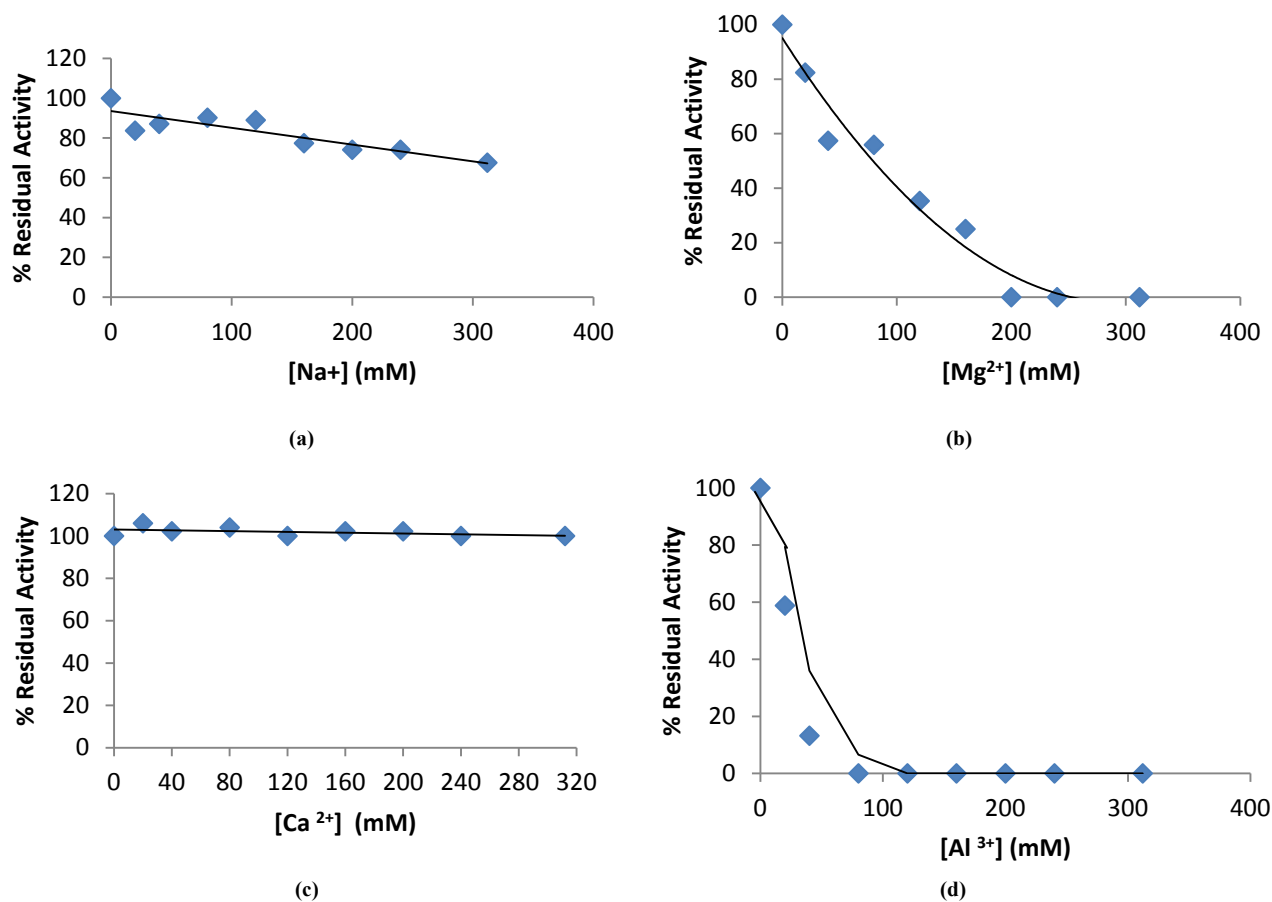 120
100
80
60
40
20
0
% Residual Activity
0 100 200 300 400
[Na+] (mM)
(a)
100
80
60
40
20
0
% Residual Activity
0 100 200 300 400
[Mg²⁺] (mM)
(b)
120
100
80
60
40
20
0
% Residual Activity
0 40 80 120 160 200 240 280 320
[Ca ²⁺] (mM)
(c)
100
80
60
40
20
0
% Residual Activity
0 100 200 300 400
[Al ³⁺] (mM)
(d)